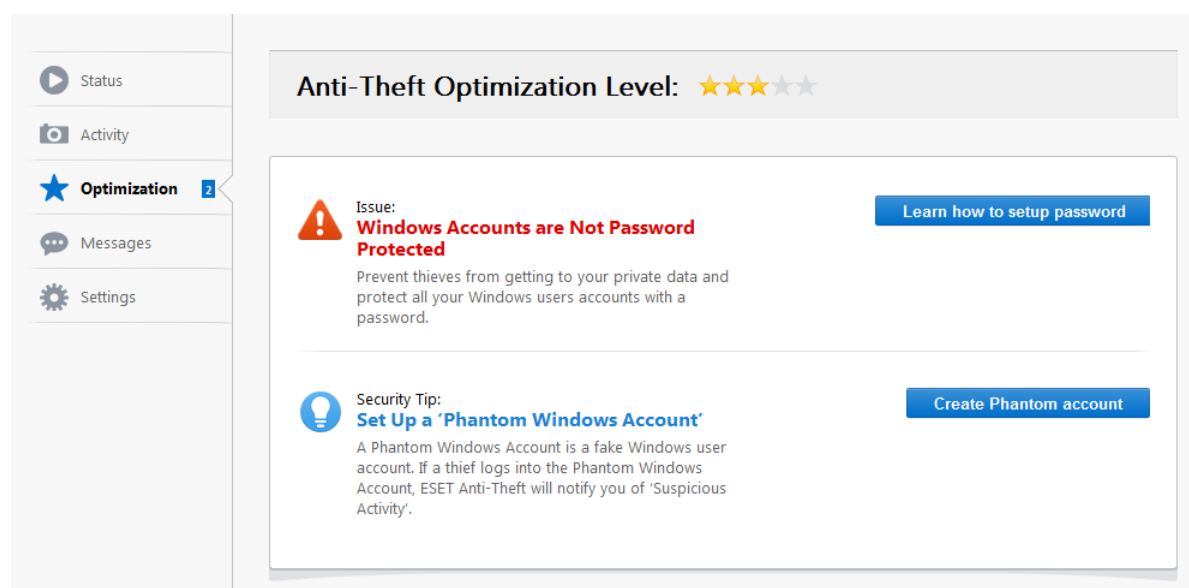 Status
Activity
Optimization 2
Messages
Settings
Anti-Theft Optimization Level:
Issue:
Windows Accounts are Not Password
Protected
Prevent thieves from getting to your private data and
protect all your Windows users accounts with a
password.
Learn how to setup password
Security Tip:
Set Up a ‘Phantom Windows Account’
A Phantom Windows Account is a fake Windows user
account. If a thief logs into the Phantom Windows
Account, ESET Anti-Theft will notify you of ‘Suspicious
Activity’.
Create Phantom account